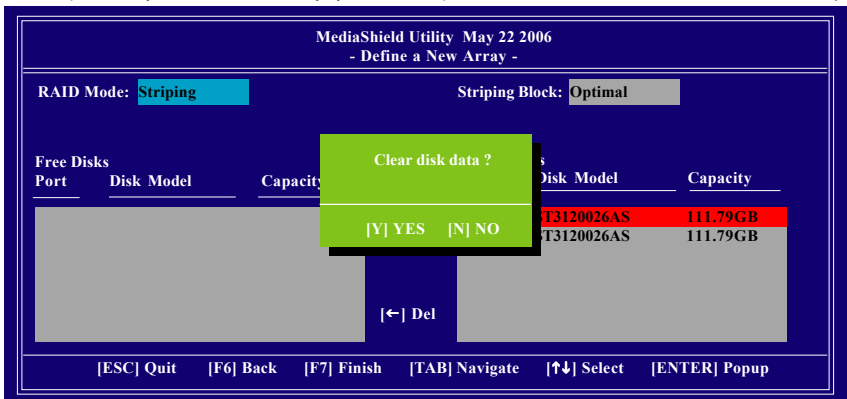 MediaShield Utility May 22 2006
- Define a New Array -
RAID Mode: Striping
Striping Block: Optimal
Free Disks
Port Disk Model Capacity
Clear disk data ?
[Y] YES [N] NO
s
Disk Model Capacity
ST3120026AS 111.79GB
ST3120026AS 111.79GB
[←] Del
[ESC] Quit [F6] Back [F7] Finish [TAB] Navigate [↑↓] Select [ENTER] Popup